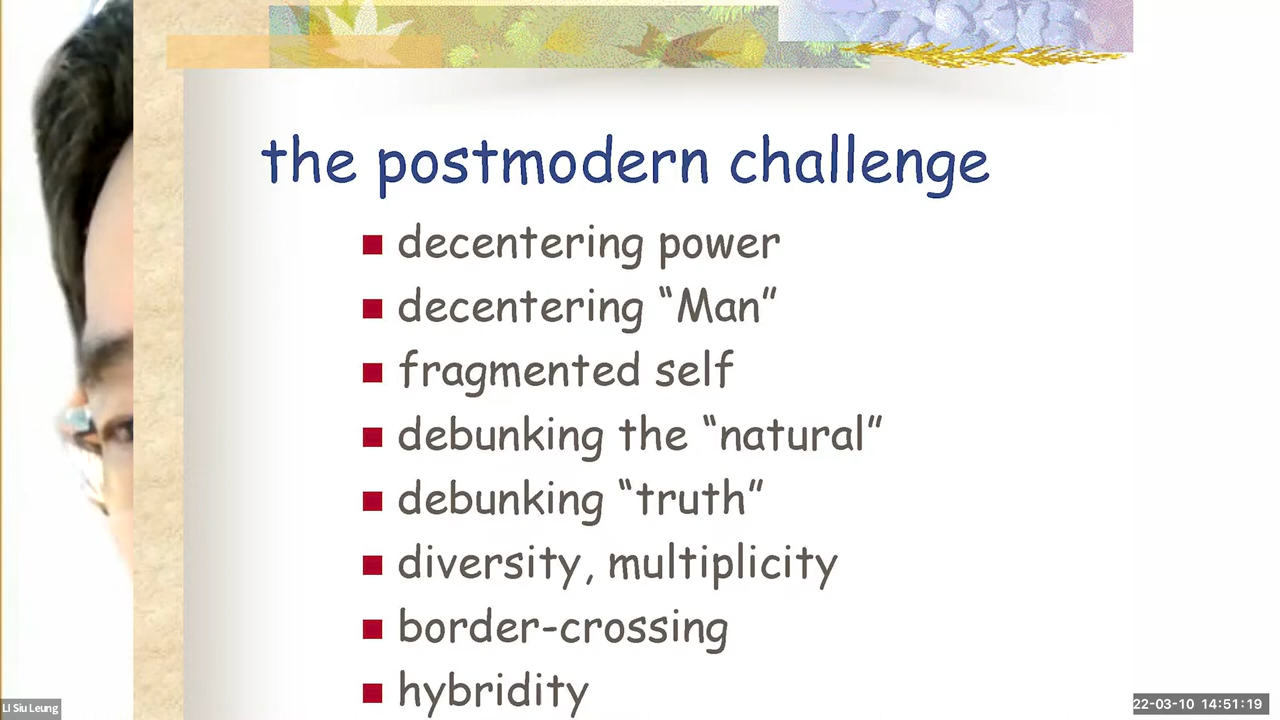 the postmodern challenge
decentering power
decentering “Man”
fragmented self
debunking the “natural”
debunking “truth”
diversity, multiplicity
border-crossing
hybridity
LI Siu Leung
22-03-10 14:51:19